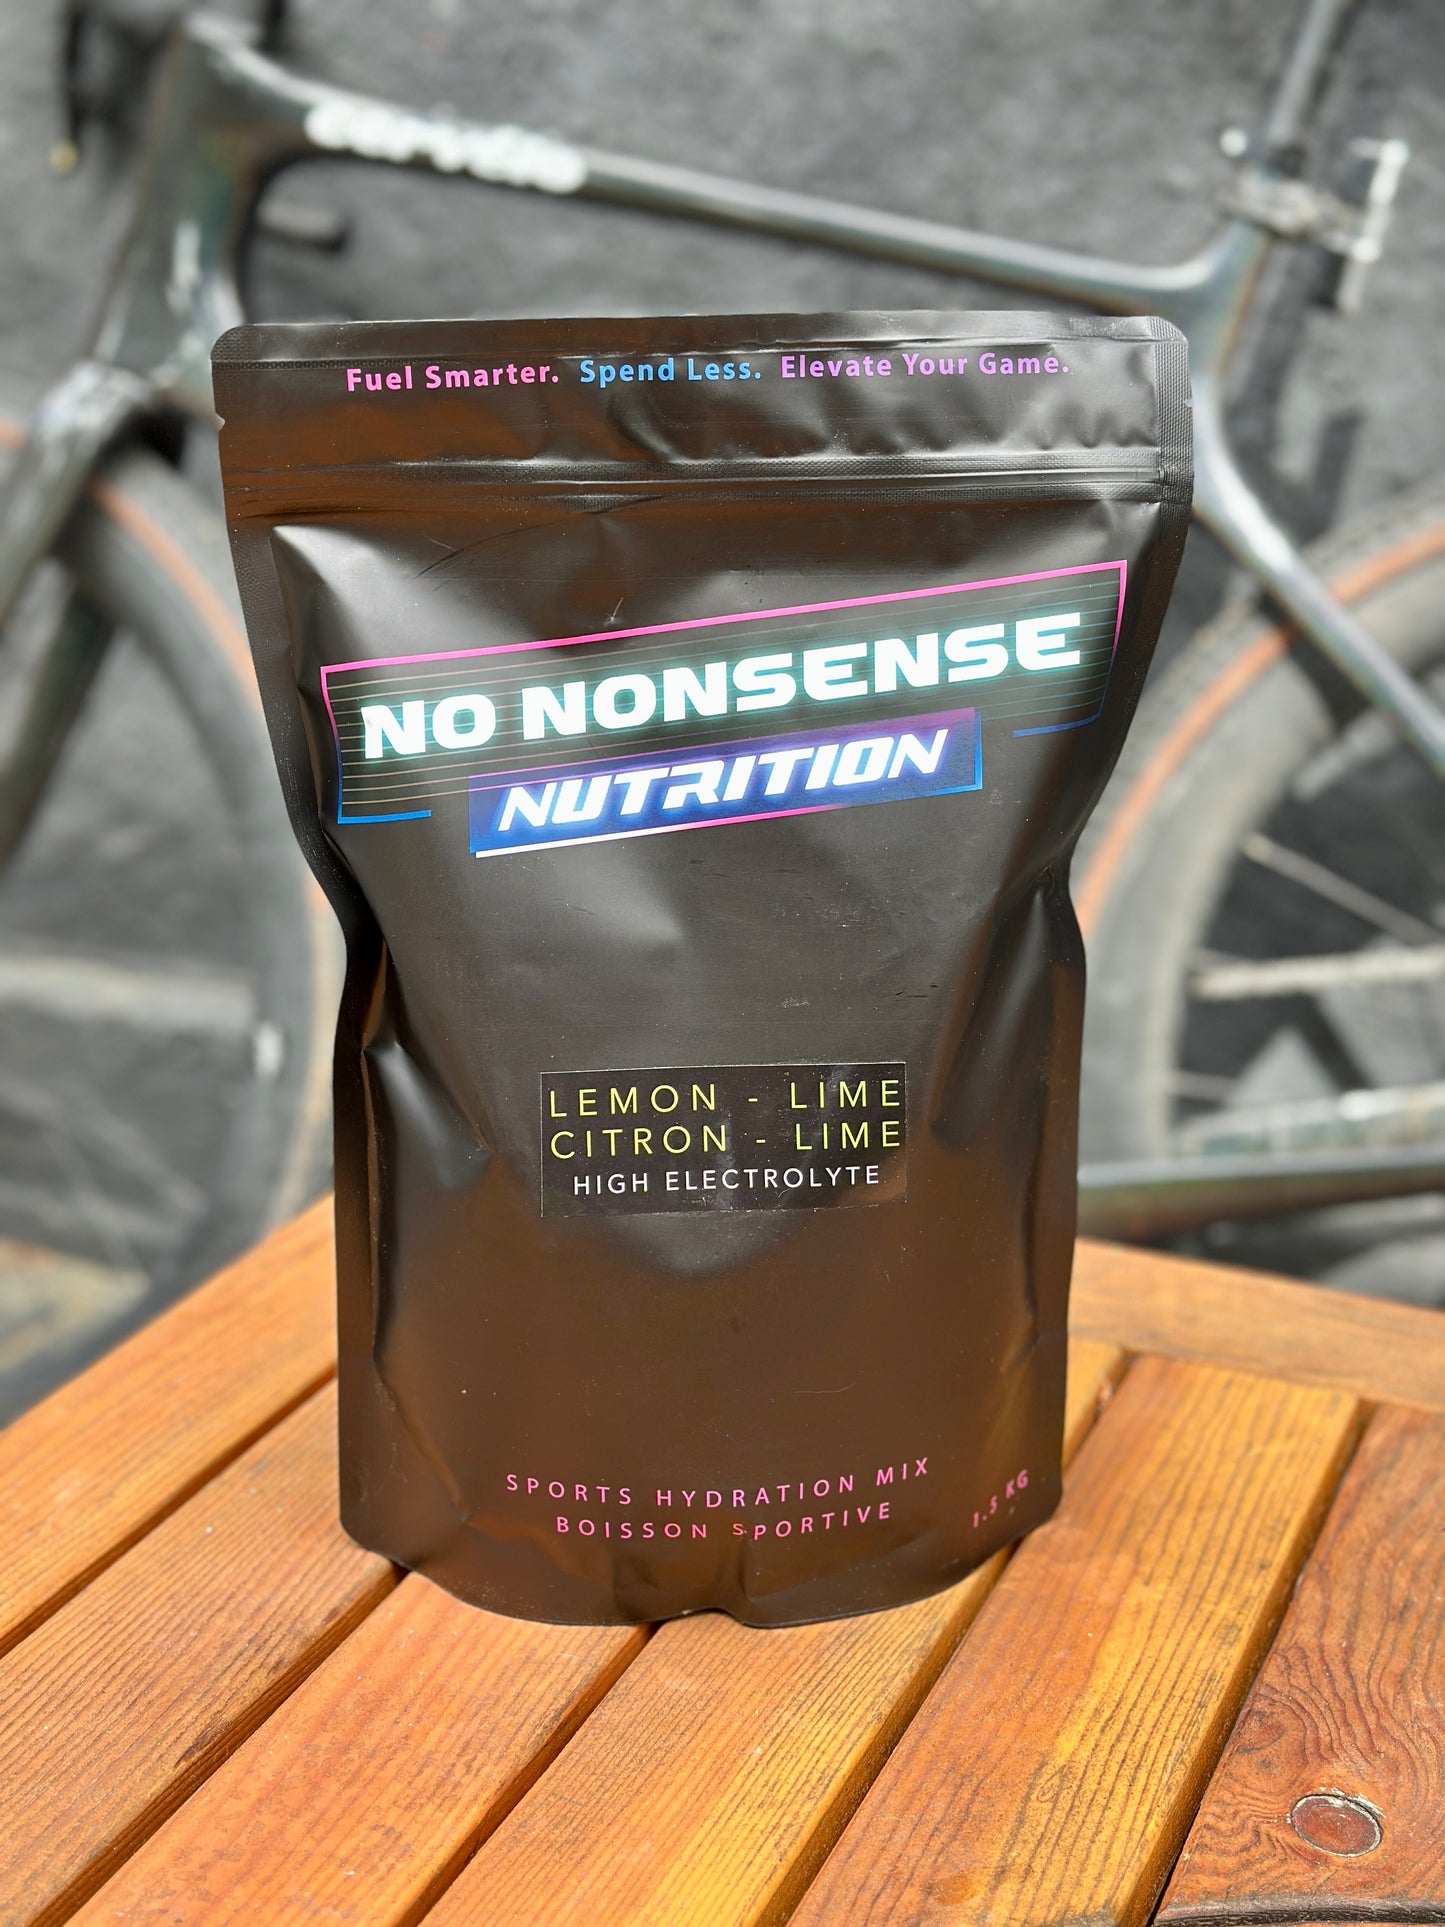 Fuel Smarter. Spend Less. Elevate Your Game.
NO NONSENSE
NUTRITION
LEMON - LIME
CITRON - LIME
HIGH ELECTROLYTE
SPORTS HYDRATION MIX
BOISSON SPORTIVE
1.5 KG